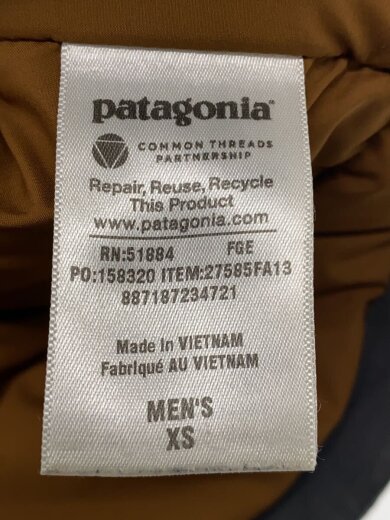 patagonia®
COMMON THREADS
PARTNERSHIP
Repair, Reuse, Recycle
This Product
www.patagonia.com
RN:51884 FGE
PO:158320 ITEM:27585FA13
887187234721
Made in VIETNAM
Fabriqué AU VIETNAM
MEN'S
XS